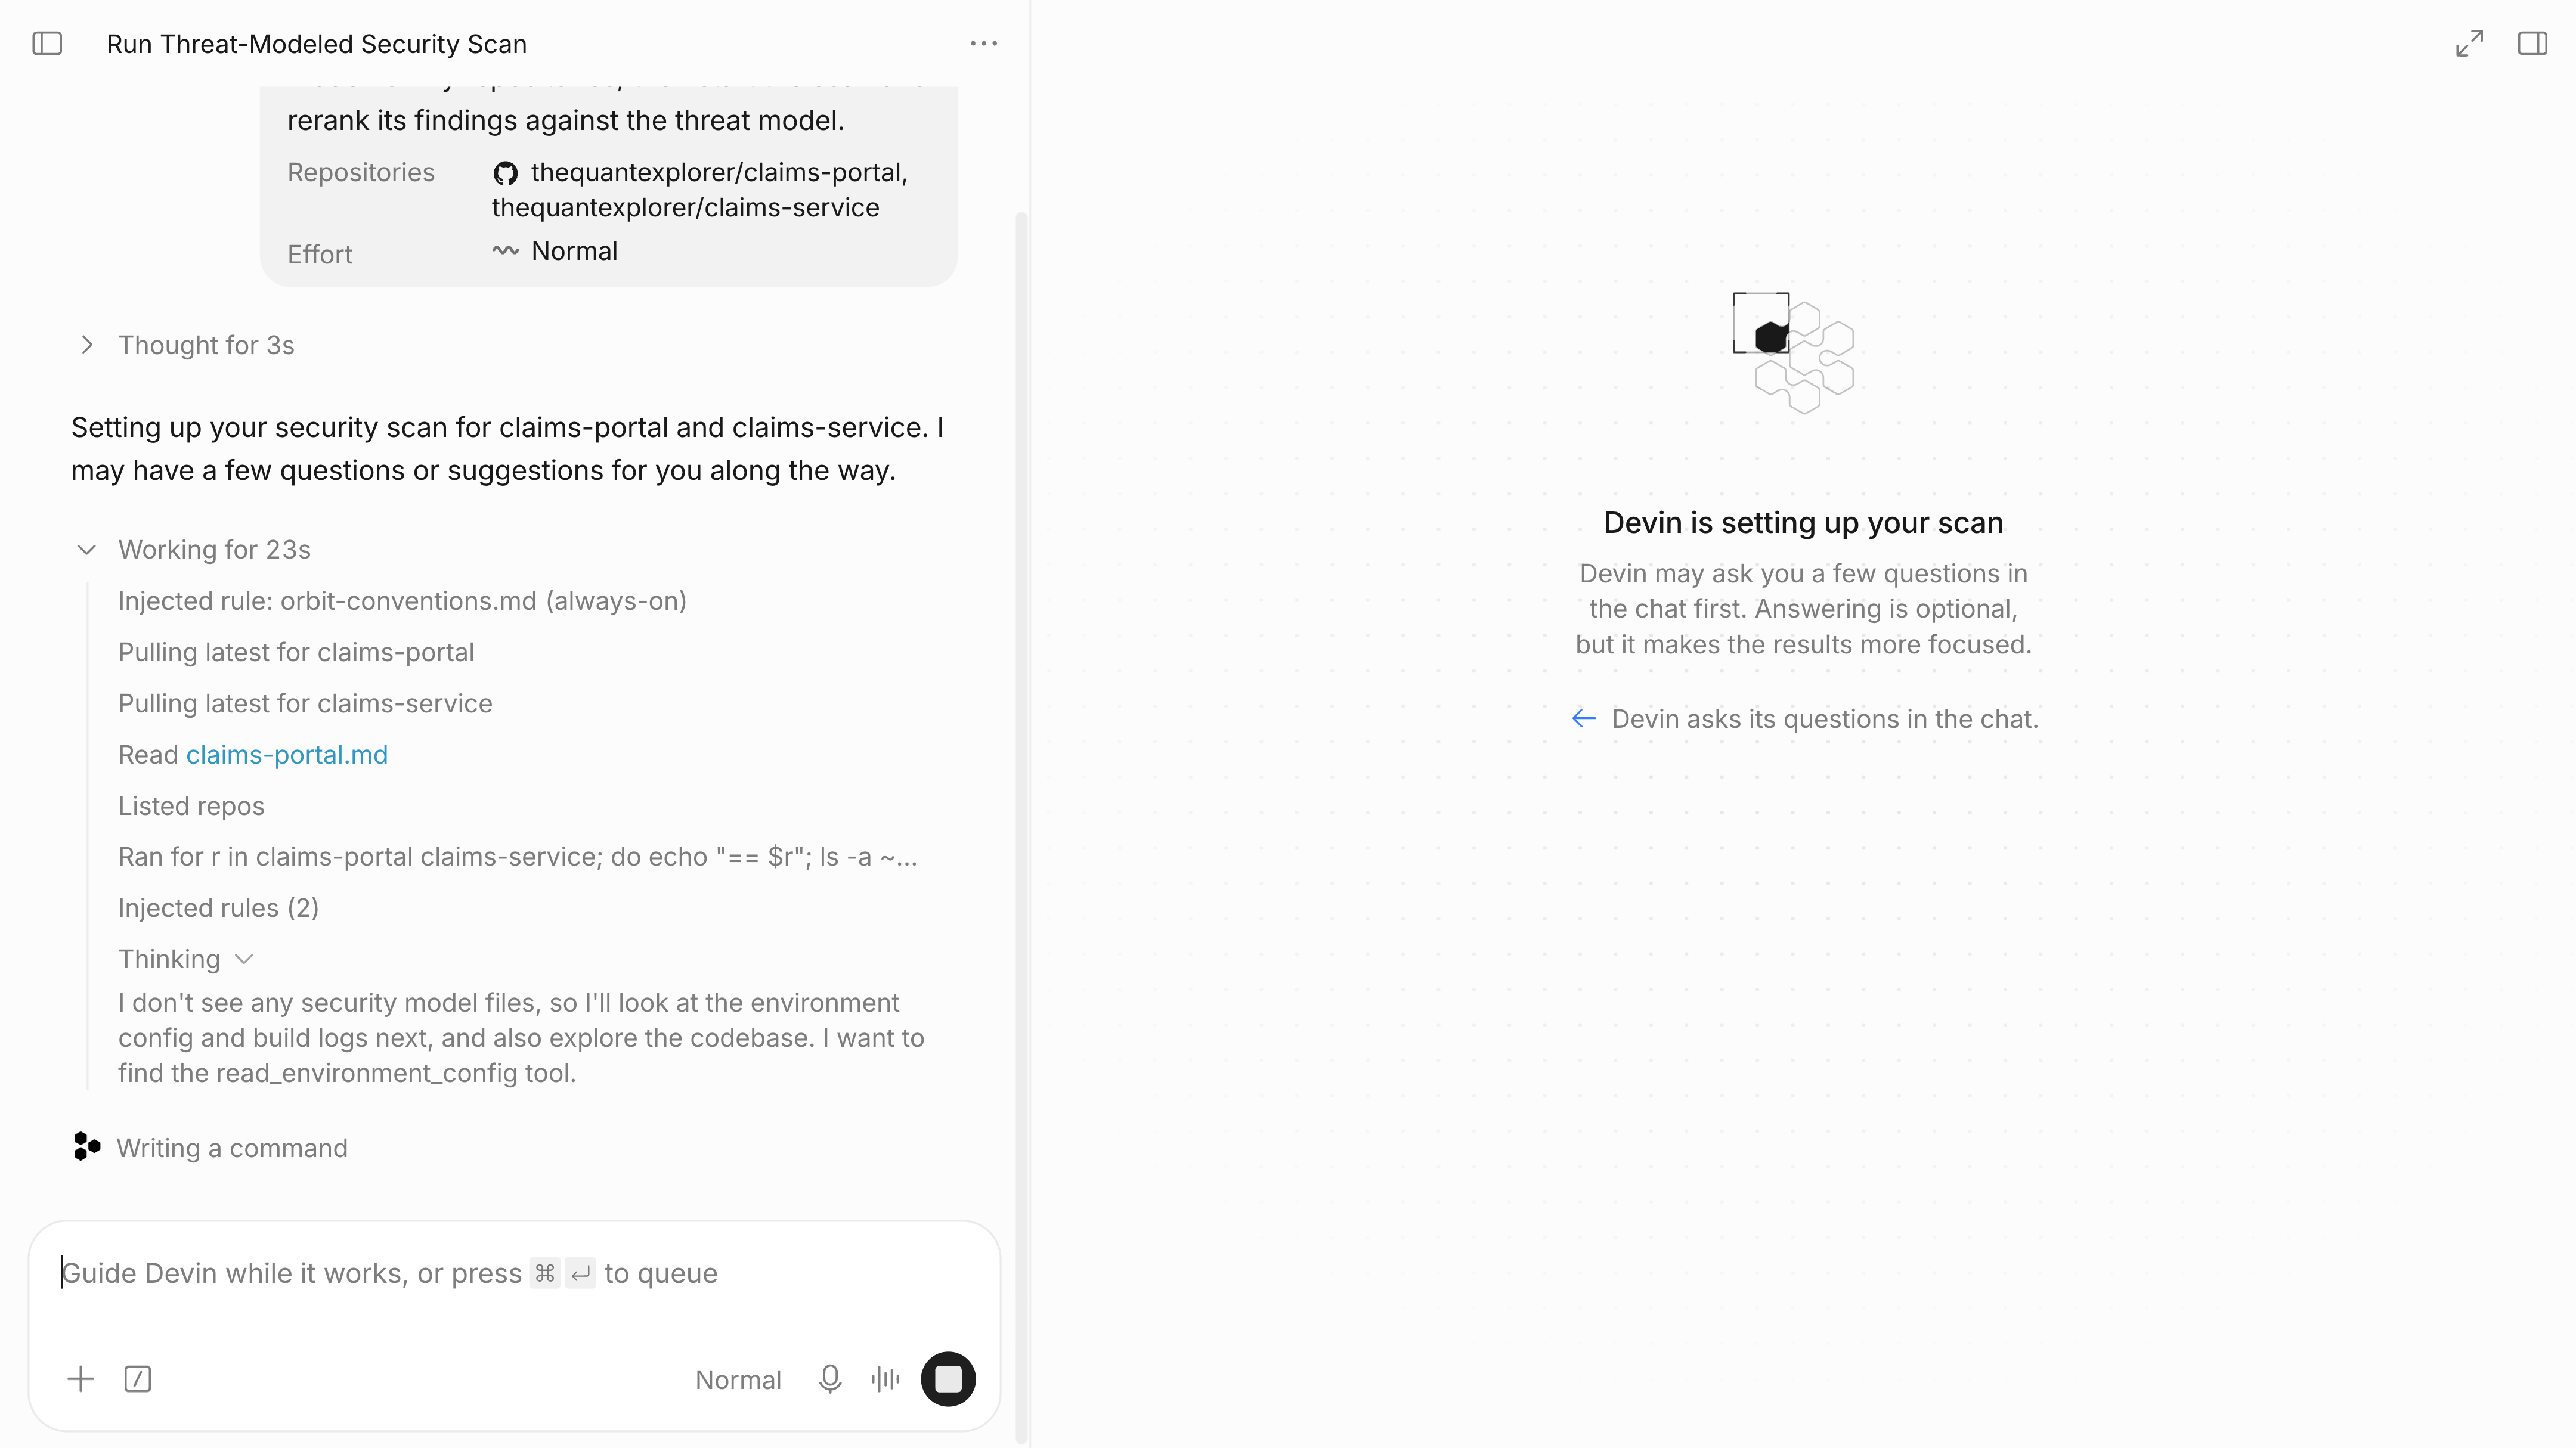 Run Threat-Modeled Security Scan
rerank its findings against the threat model.
Repositories
thequantexplorer/claims-portal,
thequantexplorer/claims-service
Effort
Normal
Thought for 3s
Setting up your security scan for claims-portal and claims-service. I
may have a few questions or suggestions for you along the way.
Working for 23s
Injected rule: orbit-conventions.md (always-on)
Pulling latest for claims-portal
Pulling latest for claims-service
Read claims-portal.md
Listed repos
Ran for r in claims-portal claims-service; do echo "== $r"; ls -a ~...
Injected rules (2)
Thinking
I don't see any security model files, so I'll look at the environment
config and build logs next, and also explore the codebase. I want to
find the read_environment_config tool.
Writing a command
Guide Devin while it works, or press ⌘ ↵ to queue
Normal
Devin is setting up your scan
Devin may ask you a few questions in
the chat first. Answering is optional,
but it makes the results more focused.
← Devin asks its questions in the chat.